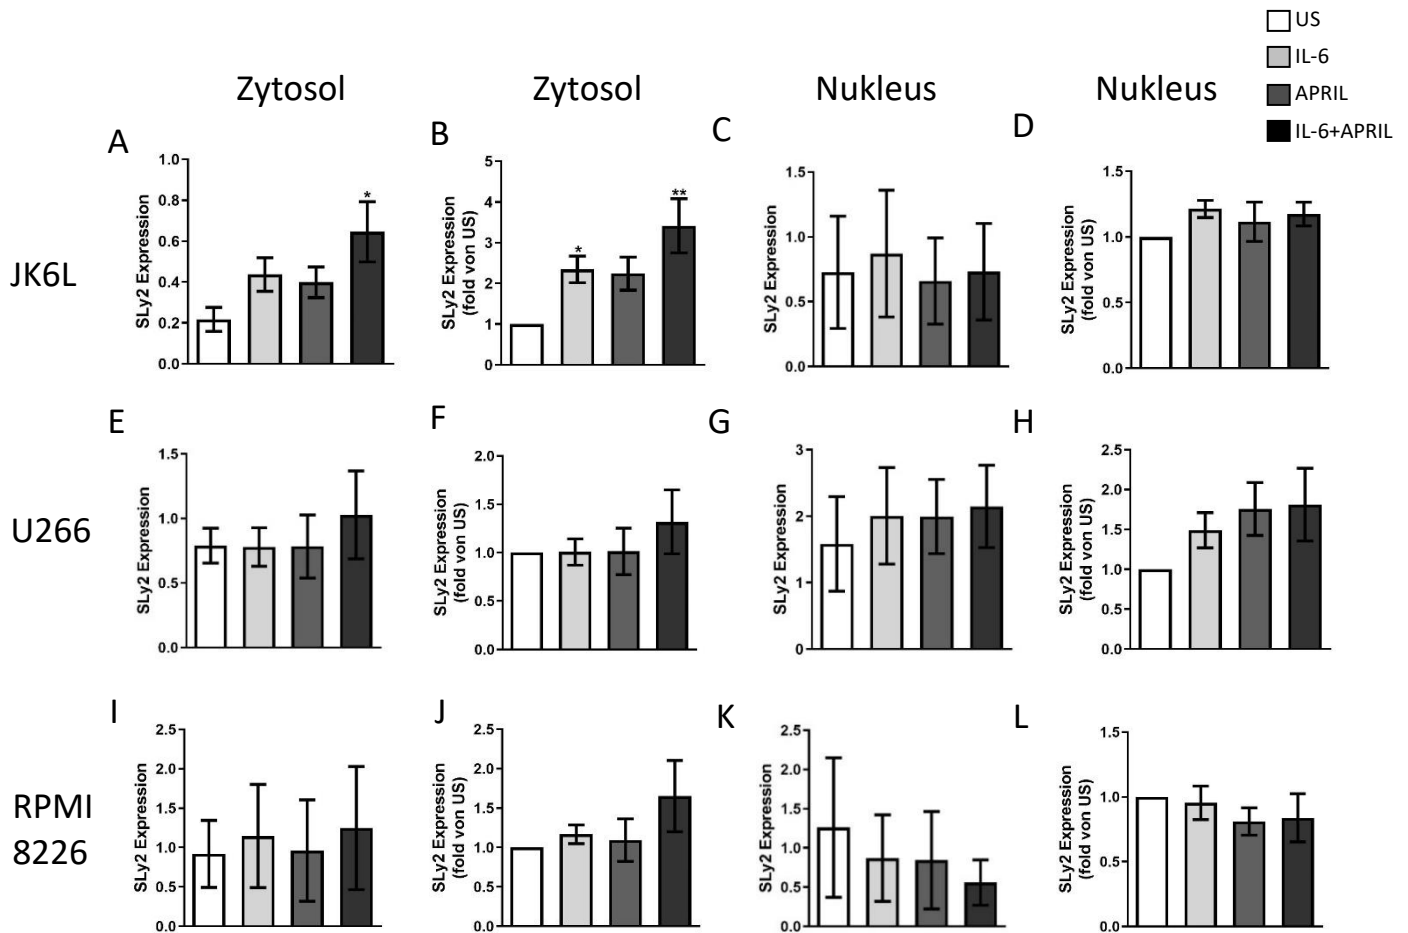 US
IL-6
APRIL
IL-6+APRIL
Zytosol
Zytosol
Nukleus
Nukleus
JK6L
A
SLy2 Expression
1.0
0.8
0.6
0.4
0.2
0.0
*
B
SLy2 Expression
(fold von US)
5
4
3
2
1
0
*
**
C
SLy2 Expression
1.5
1.0
0.5
0.0
D
SLy2 Expression
(fold von US)
1.5
1.0
0.5
0.0
U266
E
SLy2 Expression
1.5
1.0
0.5
0.0
F
SLy2 Expression
(fold von US)
2.0
1.5
1.0
0.5
0.0
G
SLy2 Expression
3
2
1
0
H
SLy2 Expression
(fold von US)
2.5
2.0
1.5
1.0
0.5
0.0
RPMI
8226
I
SLy2 Expression
2.5
2.0
1.5
1.0
0.5
0.0
J
SLy2 Expression
(fold von US)
2.5
2.0
1.5
1.0
0.5
0.0
K
SLy2 Expression
2.5
2.0
1.5
1.0
0.5
0.0
L
SLy2 Expression
(fold von US)
1.5
1.0
0.5
0.0